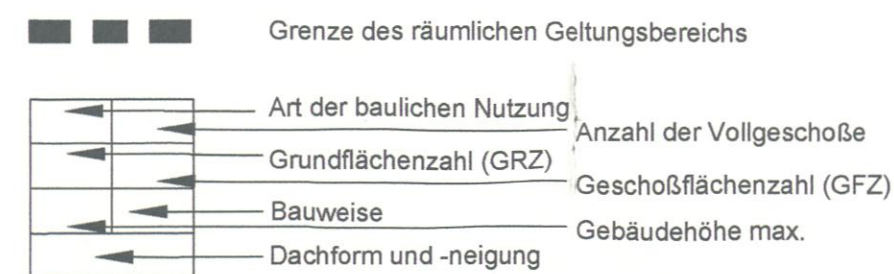 Grenze des räumlichen Geltungsbereichs
Art der baulichen Nutzung
Anzahl der Vollgeschoße
Grundflächenzahl (GRZ)
Geschoßflächenzahl (GFZ)
Bauweise
Gebäudehöhe max.
Dachform und -neigung